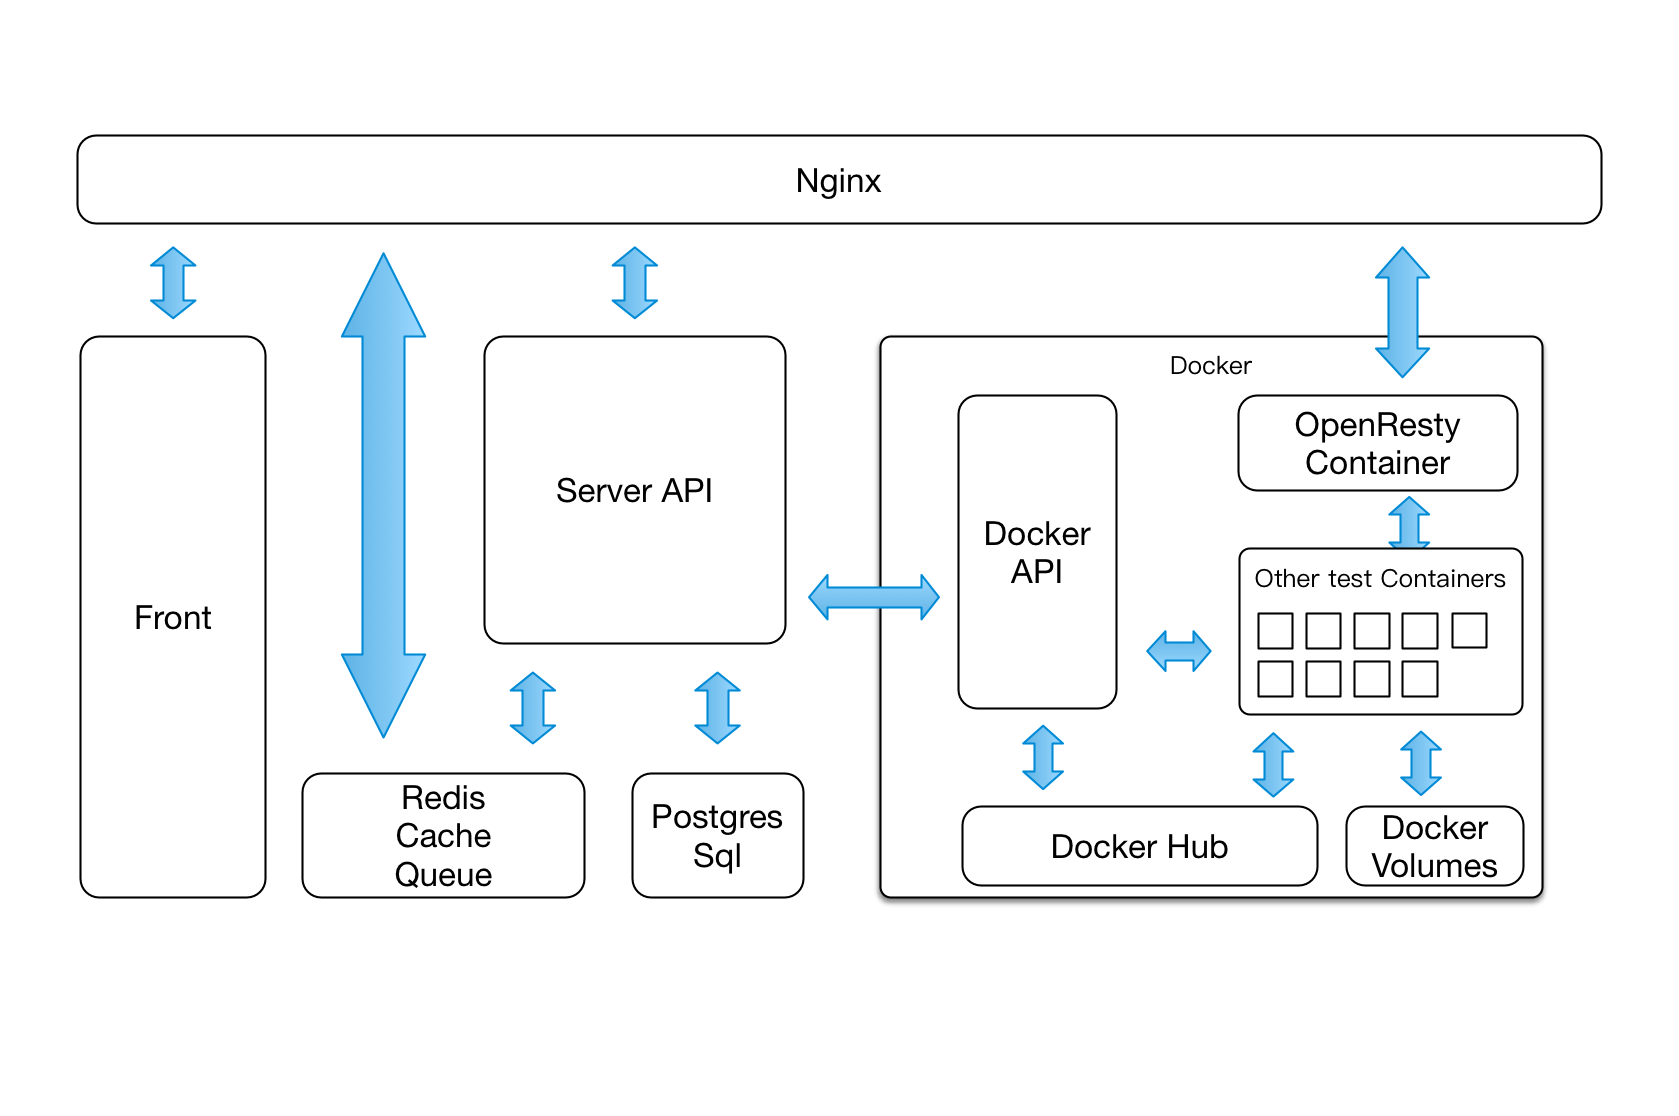 Nginx
Front
Server API
Redis
Cache
Queue
Postgres
Sql
Docker
Docker
API
OpenResty
Container
Other test Containers
Docker Hub
Docker
Volumes